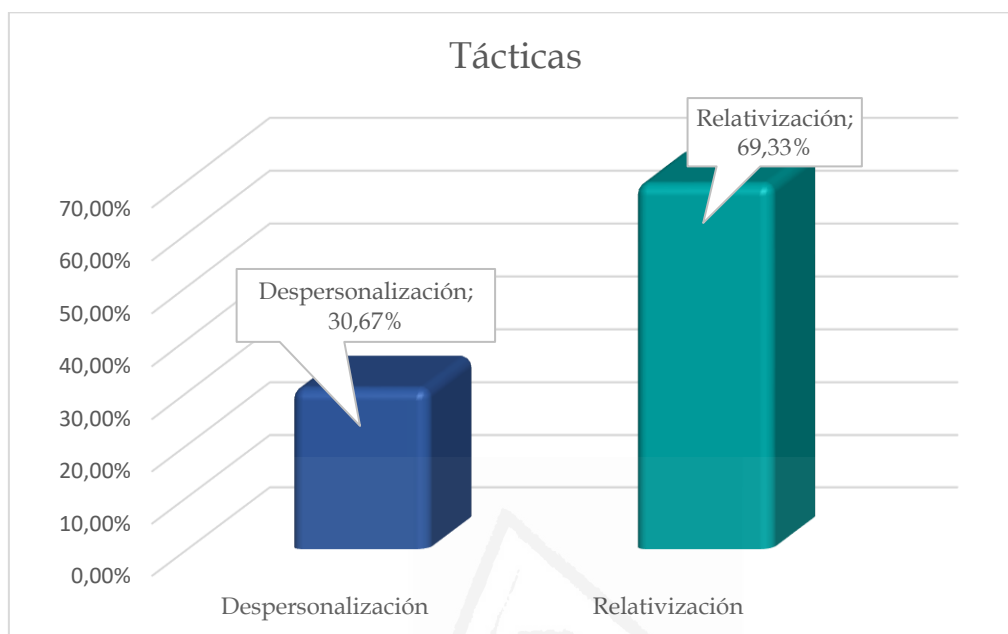 Tácticas
Relativización;
69,33%
Despersonalización;
30,67%
70,00%
60,00%
50,00%
40,00%
30,00%
20,00%
10,00%
0,00%
Despersonalización
Relativización